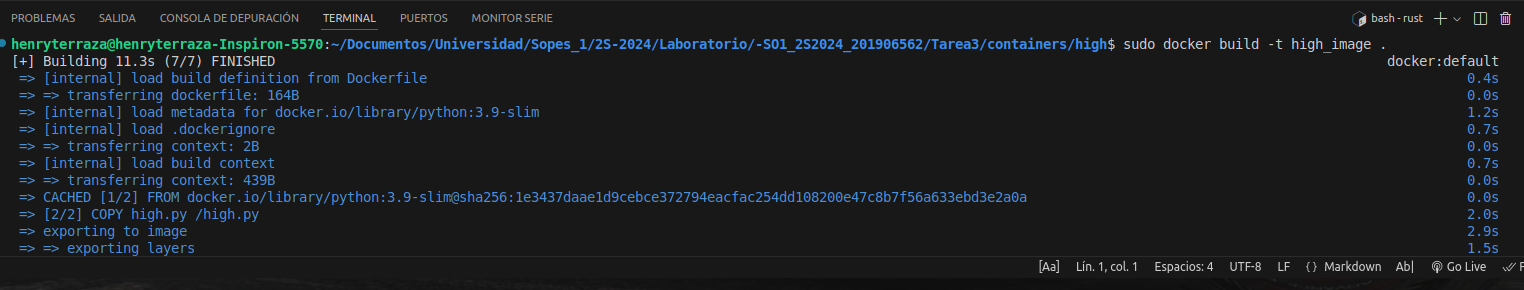 PROBLEMAS SALIDA CONSOLA DE DEPURACIÓN TERMINAL PUERTOS MONITOR SERIE bash - rust
henryterraza@henryterraza-Inspiron-5570:~/Documentos/Universidad/Sopes_1/2S-2024/Laboratorio/-SO1_2S2024_201906562/Tarea3/containers/high$ sudo docker build -t high_image .
[+] Building 11.3s (7/7) FINISHED docker:default
=> [internal] load build definition from Dockerfile 0.4s
=> => transferring dockerfile: 164B 0.0s
=> [internal] load metadata for docker.io/library/python:3.9-slim 1.2s
=> [internal] load .dockerignore 0.7s
=> => transferring context: 2B 0.0s
=> [internal] load build context 0.7s
=> => transferring context: 439B 0.0s
=> CACHED [1/2] FROM docker.io/library/python:3.9-slim@sha256:1e3437daae1d9cebce372794eacfac254dd108200e47c8b7f56a633ebd3e2a0a 0.0s
=> [2/2] COPY high.py /high.py 2.0s
=> exporting to image 2.9s
=> => exporting layers 1.5s
[Aa] Lín. 1, col. 1 Espacios: 4 UTF-8 LF {} Markdown Ab| Go Live